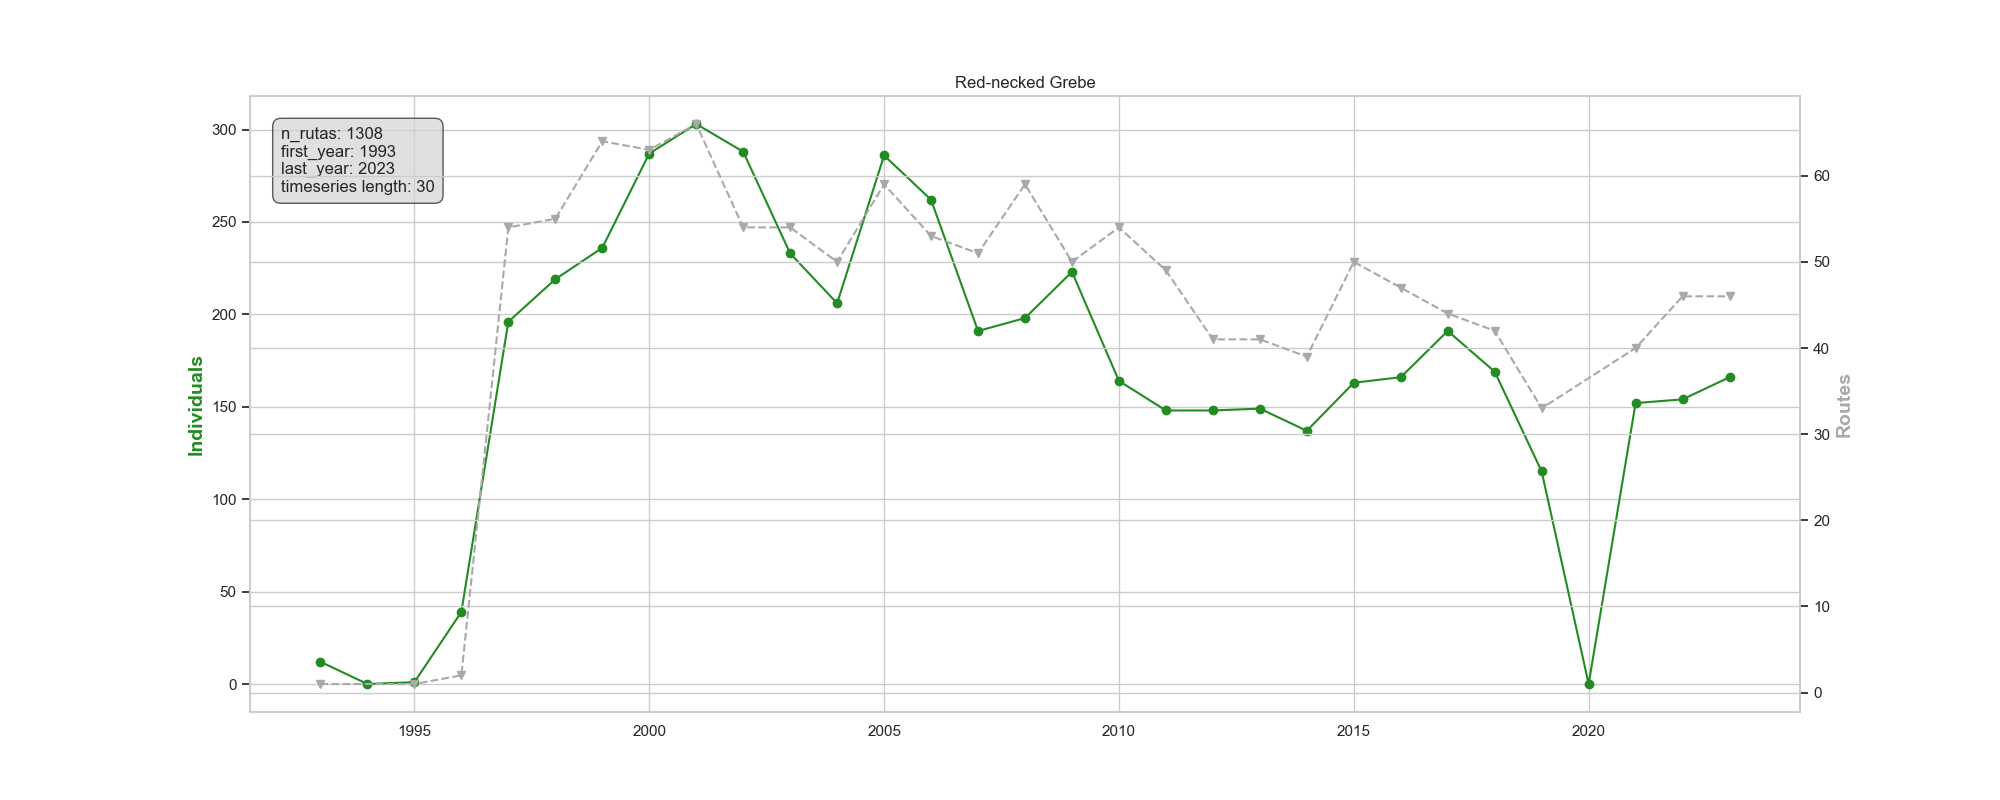 Red-necked Grebe
n_rutas: 1308
first_year: 1993
last_year: 2023
timeseries length: 30
300
250
200
150
100
50
0
Individuals
60
50
40
30
20
10
0
Routes
1995
2000
2005
2010
2015
2020